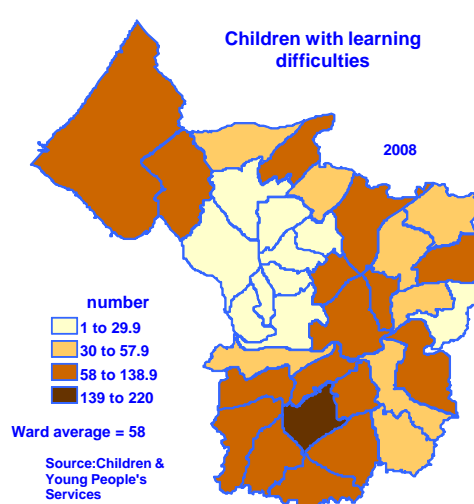 Children with learning
difficulties
2008
number
1 to 29.9
30 to 57.9
58 to 138.9
139 to 220
Ward average = 58
Source:Children &
Young People's
Services